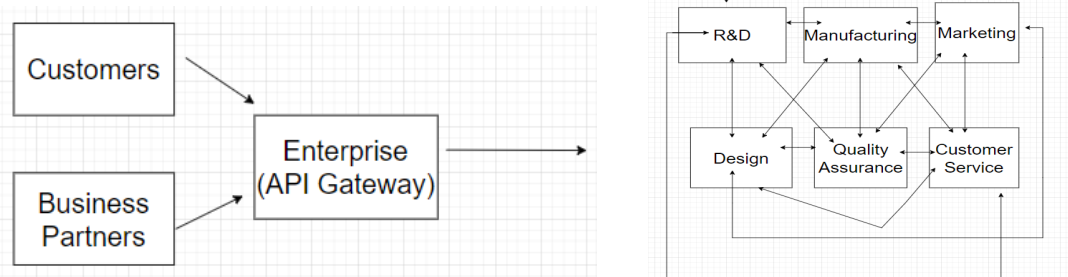 Customers
Business
Partners
Enterprise
(API Gateway)
R&D
Manufacturing
Marketing
Design
Quality
Assurance
Customer
Service